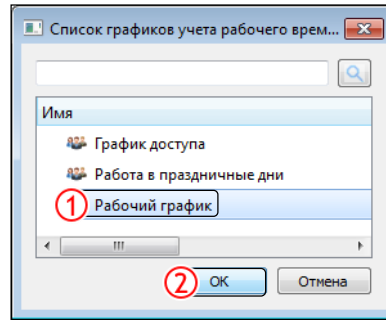 Список графиков учета рабочего врем...
Имя
График доступа
Работа в праздничные дни
1 Рабочий график
2 OK Отмена